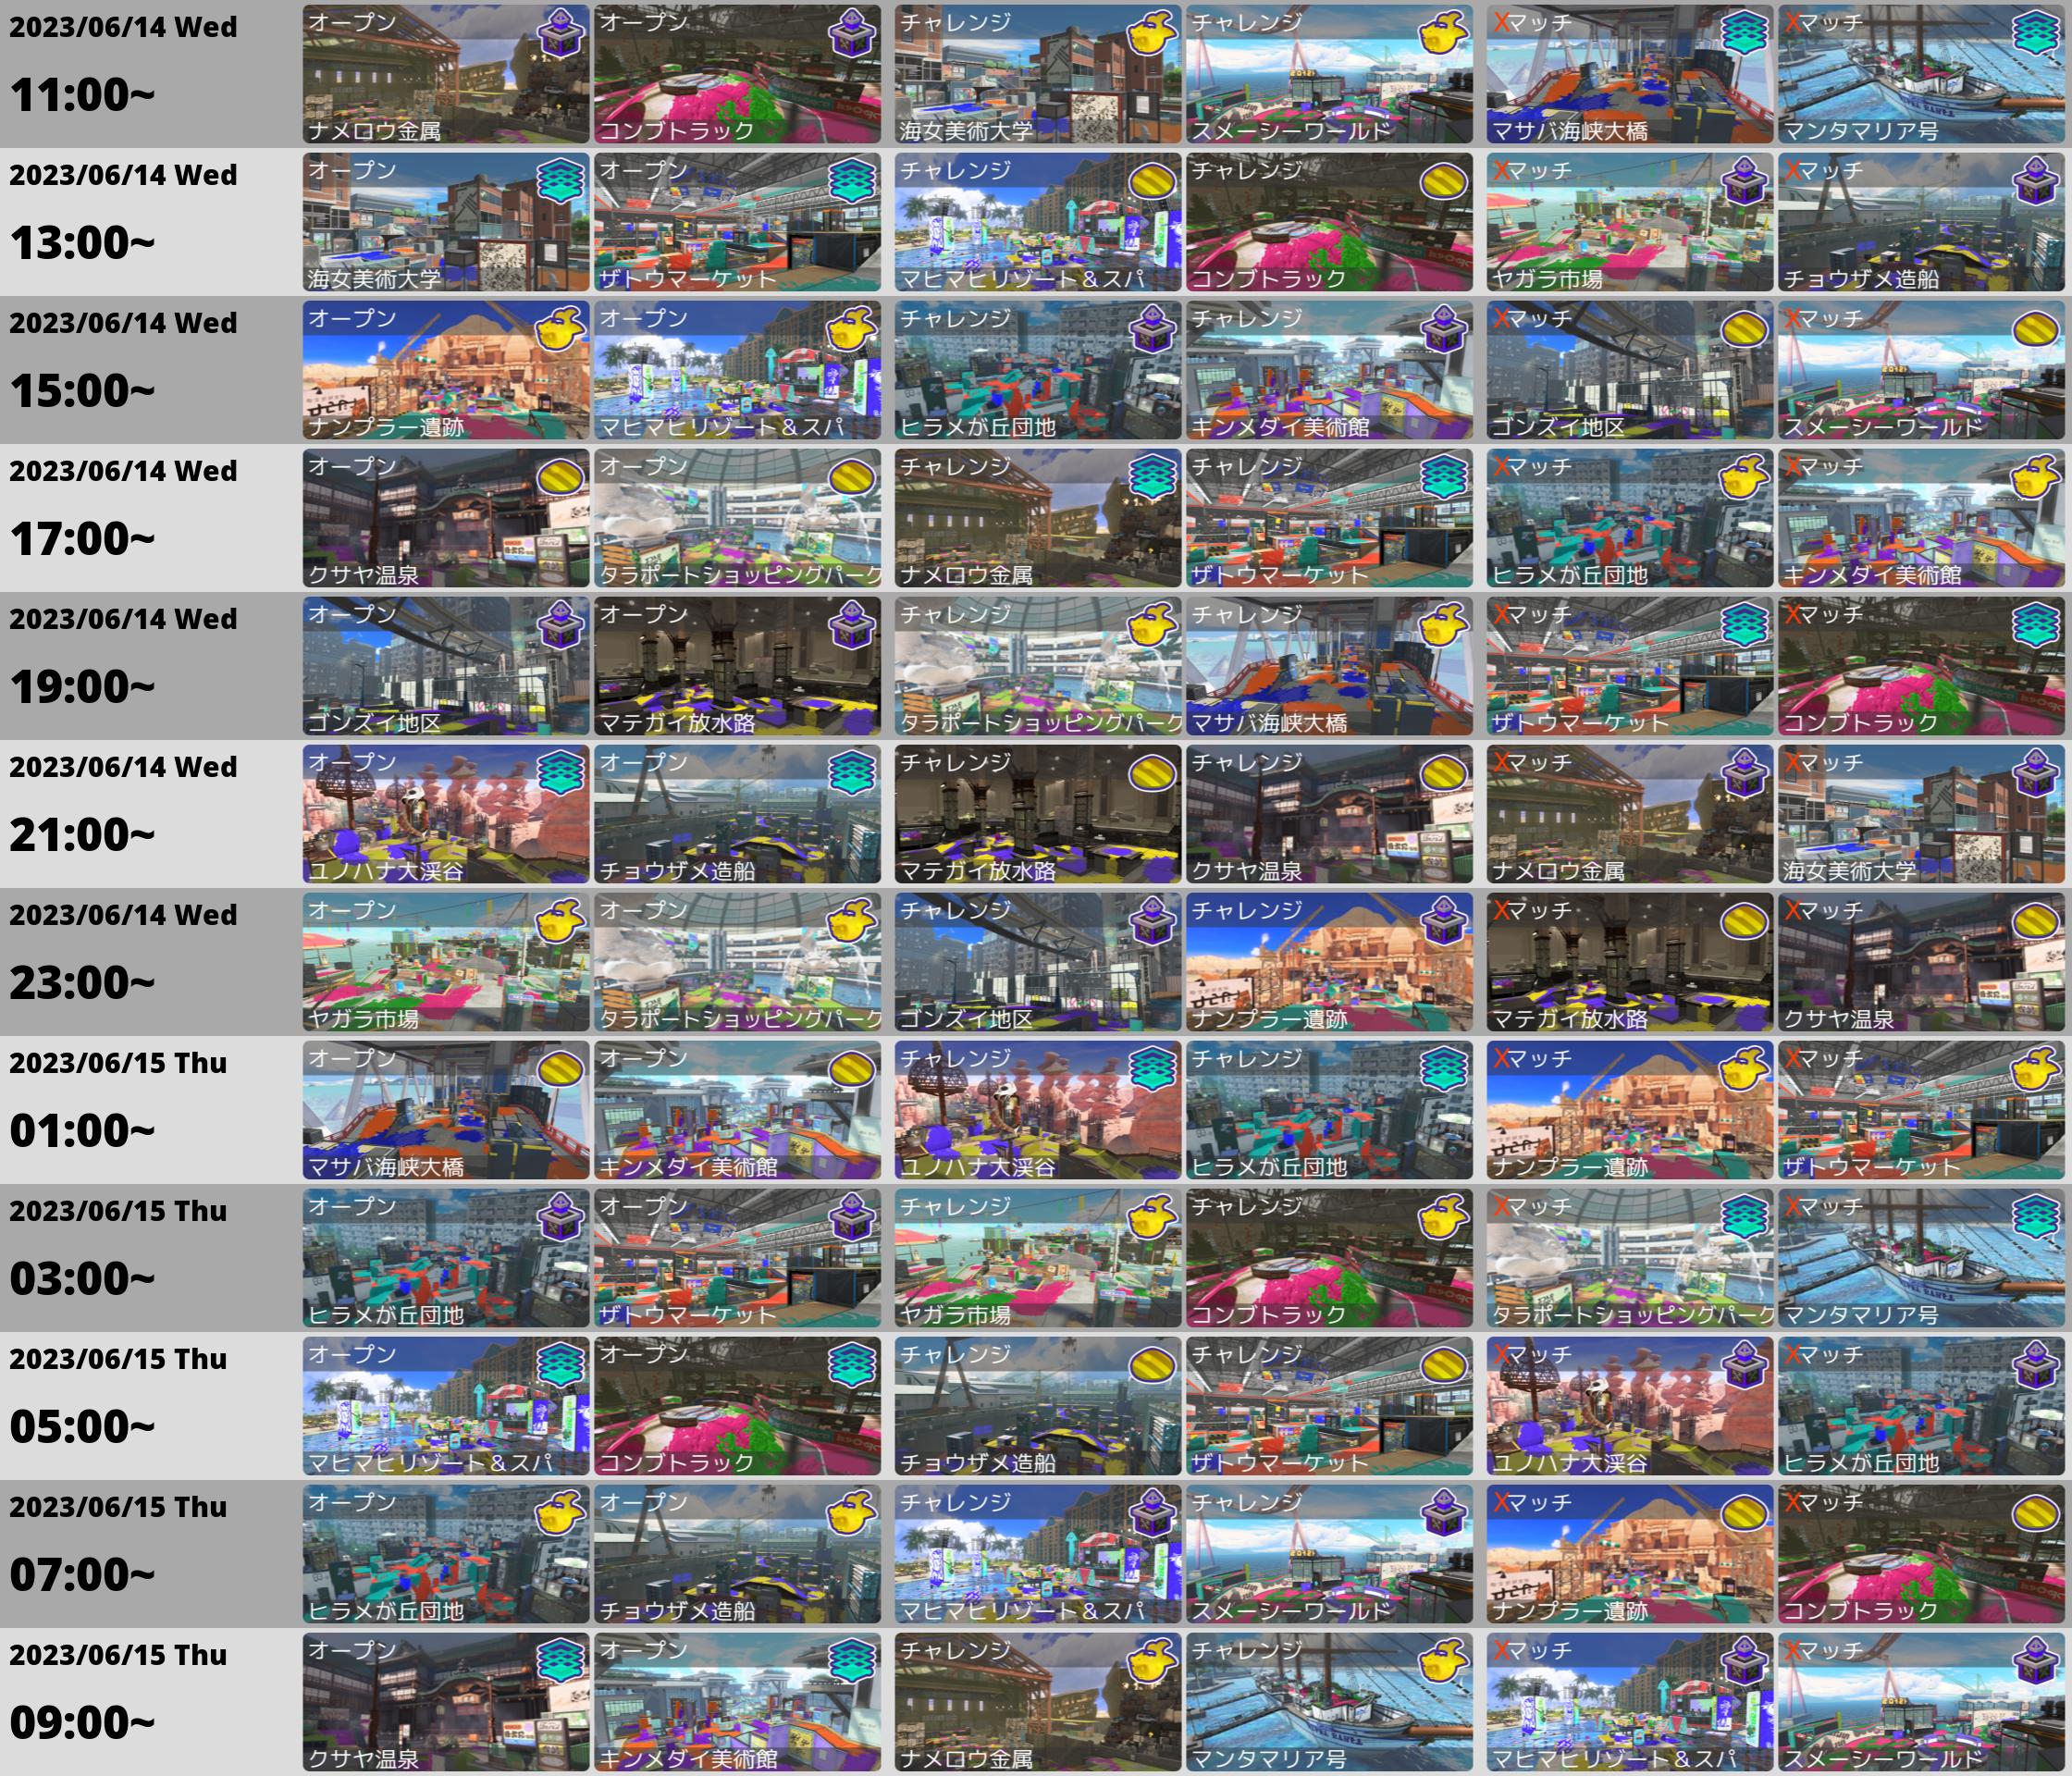 2023/06/14 Wed
11:00~
オープン オープン チャレンジ チャレンジ Xマッチ Xマッチ
ナメロウ金属 コンブトラック 海女美術大学 スメーシーワールド マサバ海峡大橋 マンタマリア号
2023/06/14 Wed
13:00~
オープン オープン チャレンジ チャレンジ Xマッチ Xマッチ
海女美術大学 ザトウマーケット マヒマヒリゾート＆スパ コンブトラック ヤガラ市場 チョウザメ造船
2023/06/14 Wed
15:00~
オープン オープン チャレンジ チャレンジ Xマッチ Xマッチ
ナンプラー遺跡 マヒマヒリゾート＆スパ ヒラメが丘団地 キンメダイ美術館 ゴンズイ地区 スメーシーワールド
2023/06/14 Wed
17:00~
オープン オープン チャレンジ チャレンジ Xマッチ Xマッチ
クサヤ温泉 タラポートショッピングパーク ナメロウ金属 ザトウマーケット ヒラメが丘団地 キンメダイ美術館
2023/06/14 Wed
19:00~
オープン オープン チャレンジ チャレンジ Xマッチ Xマッチ
ゴンズイ地区 マテガイ放水路 タラポートショッピングパーク マサバ海峡大橋 ザトウマーケット コンブトラック
2023/06/14 Wed
21:00~
オープン オープン チャレンジ チャレンジ Xマッチ Xマッチ
ユノハナ大渓谷 チョウザメ造船 マテガイ放水路 クサヤ温泉 ナメロウ金属 海女美術大学
2023/06/14 Wed
23:00~
オープン オープン チャレンジ チャレンジ Xマッチ Xマッチ
ヤガラ市場 タラポートショッピングパーク ゴンズイ地区 ナンプラー遺跡 マテガイ放水路 クサヤ温泉
2023/06/15 Thu
01:00~
オープン オープン チャレンジ チャレンジ Xマッチ Xマッチ
マサバ海峡大橋 キンメダイ美術館 ユノハナ大渓谷 ヒラメが丘団地 ナンプラー遺跡 ザトウマーケット
2023/06/15 Thu
03:00~
オープン オープン チャレンジ チャレンジ Xマッチ Xマッチ
ヒラメが丘団地 ザトウマーケット ヤガラ市場 コンブトラック タラポートショッピングパーク マンタマリア号
2023/06/15 Thu
05:00~
オープン オープン チャレンジ チャレンジ Xマッチ Xマッチ
マヒマヒリゾート＆スパ コンブトラック チョウザメ造船 ザトウマーケット ユノハナ大渓谷 ヒラメが丘団地
2023/06/15 Thu
07:00~
オープン オープン チャレンジ チャレンジ Xマッチ Xマッチ
ヒラメが丘団地 チョウザメ造船 マヒマヒリゾート＆スパ スメーシーワールド ナンプラー遺跡 コンブトラック
2023/06/15 Thu
09:00~
オープン オープン チャレンジ チャレンジ Xマッチ Xマッチ
クサヤ温泉 キンメダイ美術館 ナメロウ金属 マンタマリア号 マヒマヒリゾート＆スパ スメーシーワールド